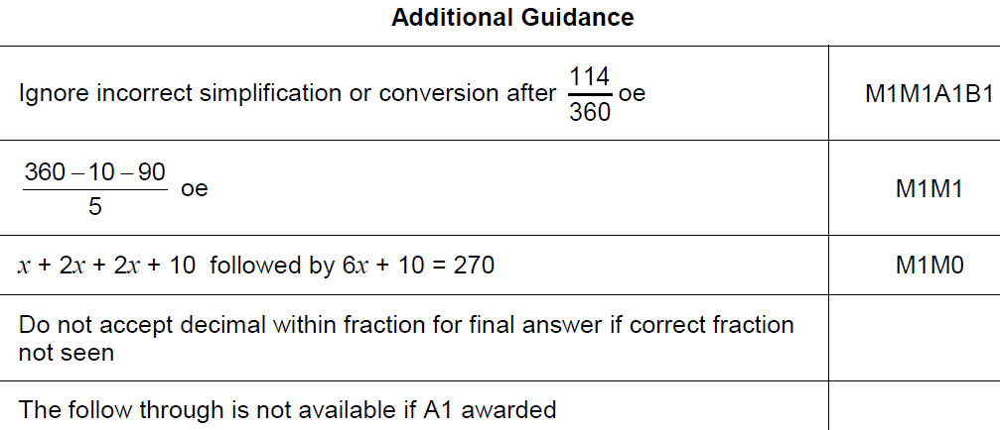 Additional Guidance
Ignore incorrect simplification or conversion after 114/360 oe M1M1A1B1
(360 – 10 – 90)/5 oe M1M1
x + 2x + 2x + 10 followed by 6x + 10 = 270 M1M0
Do not accept decimal within fraction for final answer if correct fraction
not seen
The follow through is not available if A1 awarded